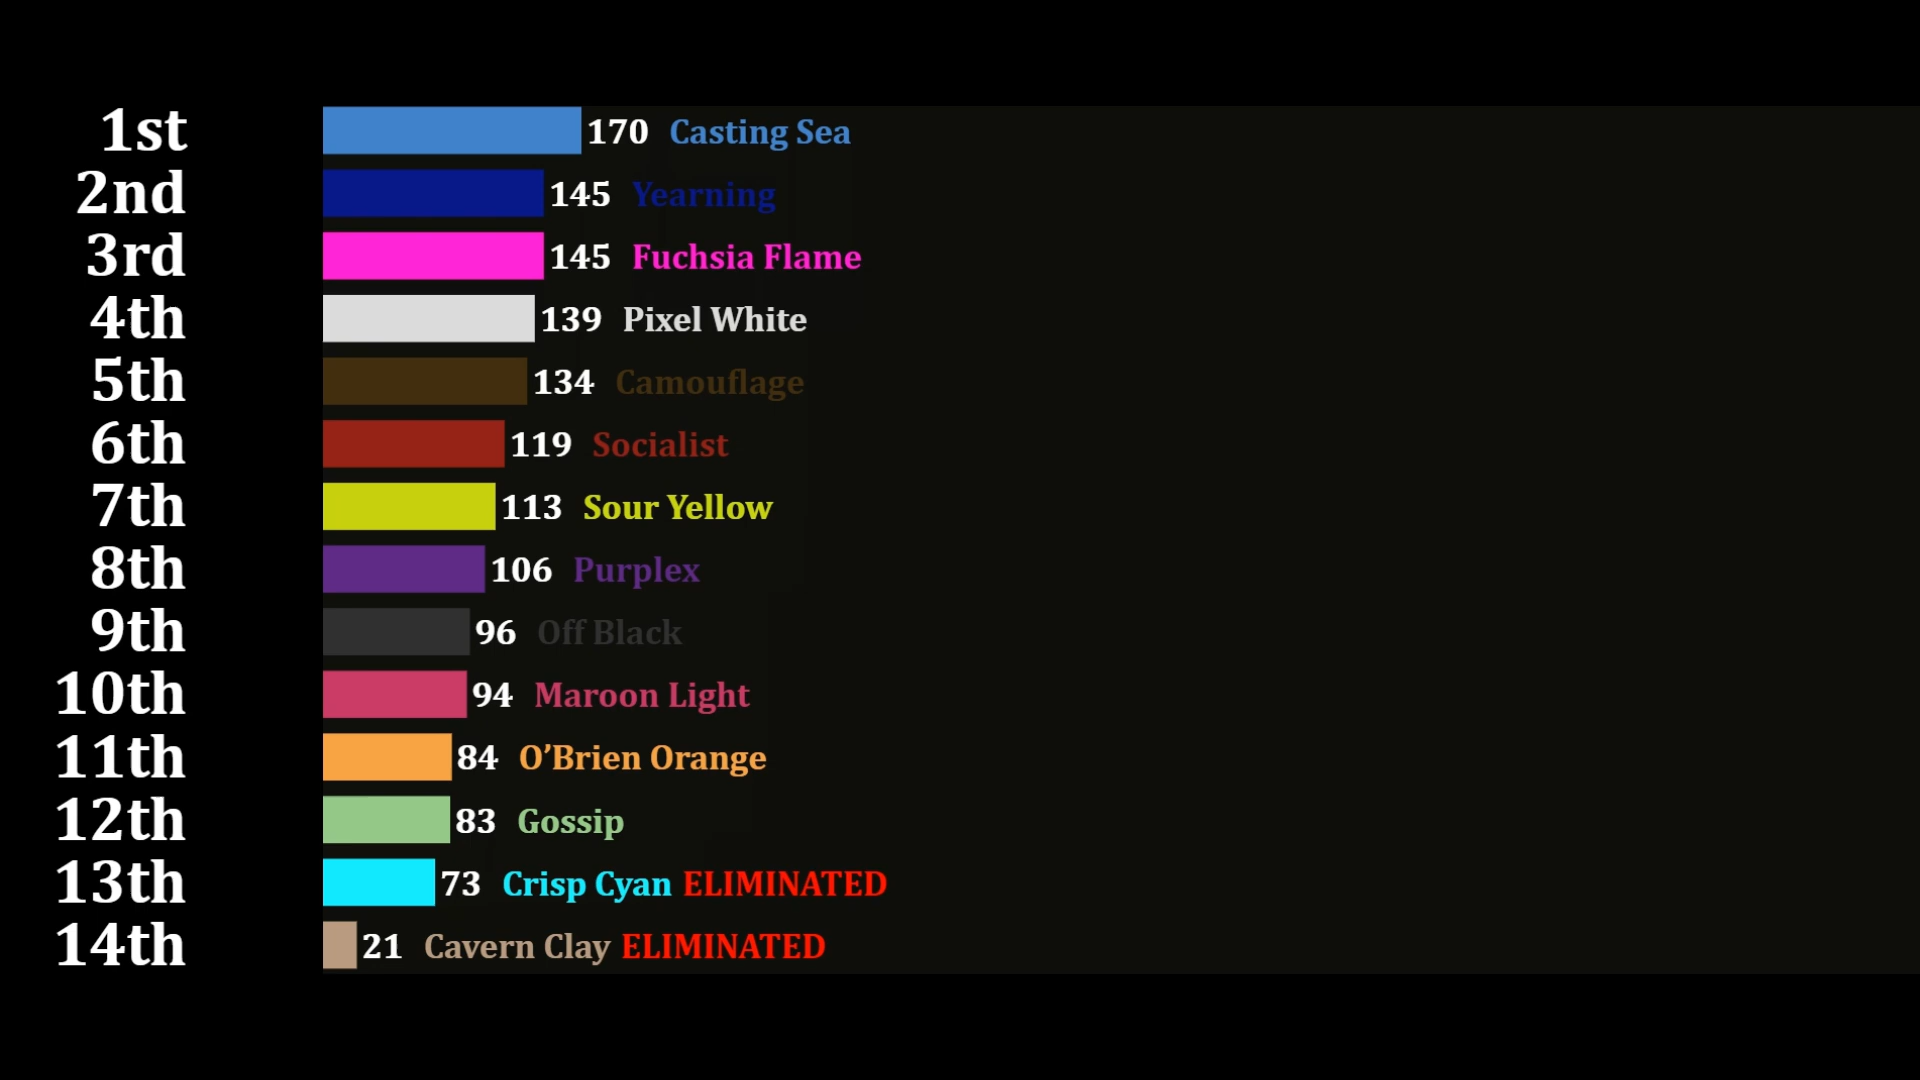 1st 170 Casting Sea
2nd 145 Yearning
3rd 145 Fuchsia Flame
4th 139 Pixel White
5th 134 Camouflage
6th 119 Socialist
7th 113 Sour Yellow
8th 106 Purplex
9th 96 Off Black
10th 94 Maroon Light
11th 84 O’Brien Orange
12th 83 Gossip
13th 73 Crisp Cyan ELIMINATED
14th 21 Cavern Clay ELIMINATED